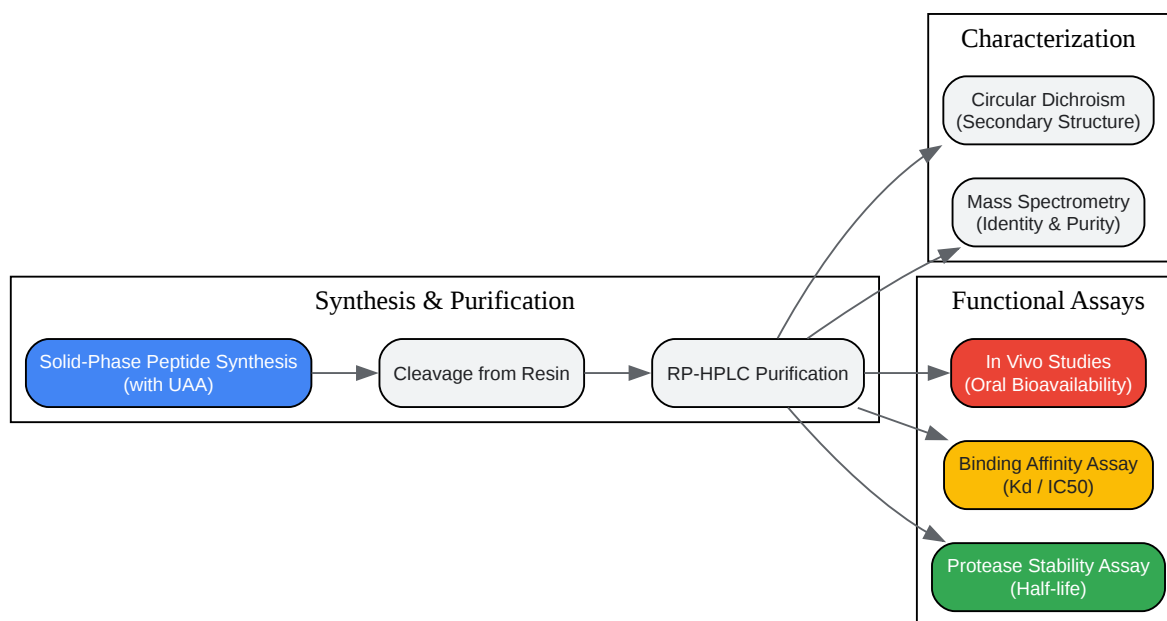 Characterization
Circular Dichroism
(Secondary Structure)
Mass Spectrometry
(Identity & Purity)
Synthesis & Purification
Solid-Phase Peptide Synthesis
(with UAA)
Cleavage from Resin
RP-HPLC Purification
Functional Assays
In Vivo Studies
(Oral Bioavailability)
Binding Affinity Assay
(Kd / IC50)
Protease Stability Assay
(Half-life)